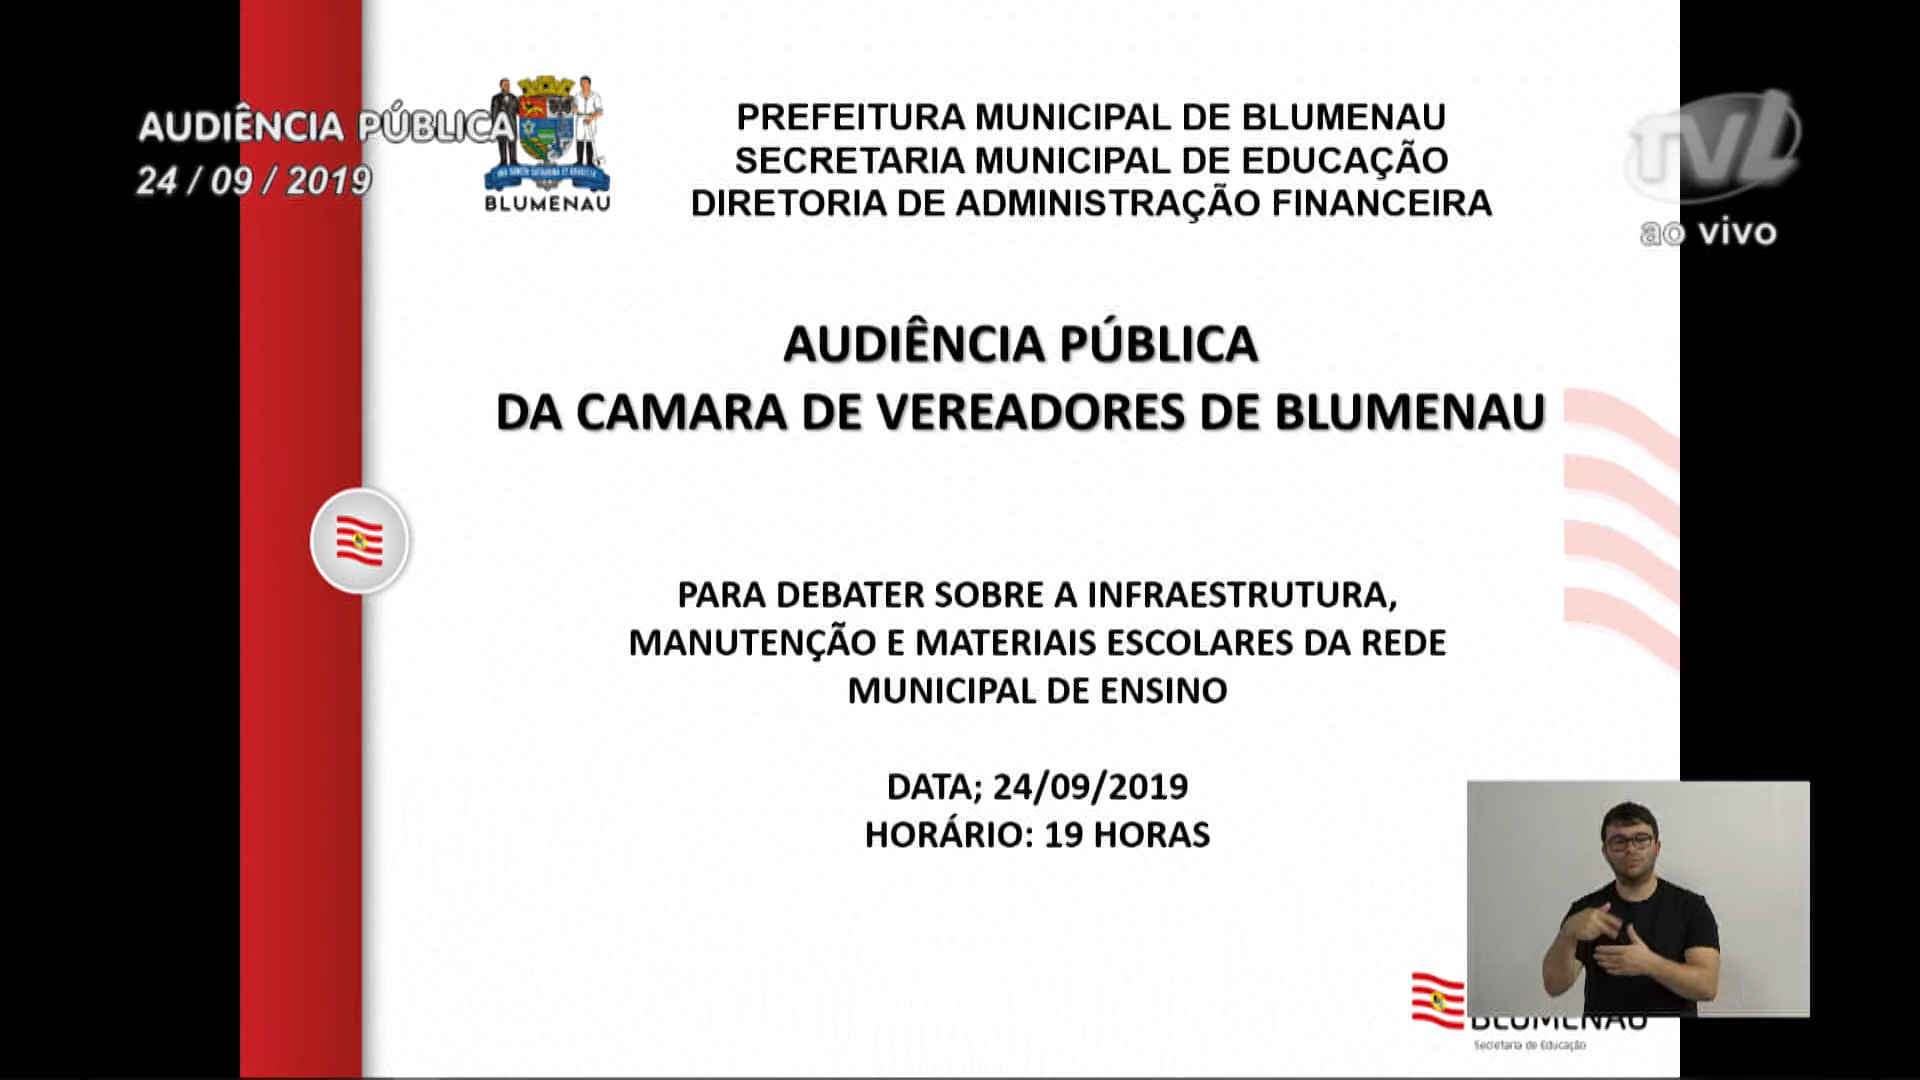 AUDIÊNCIA PÚBLICA
24 / 09 / 2019
BLUMENAU
PREFEITURA MUNICIPAL DE BLUMENAU
SECRETARIA MUNICIPAL DE EDUCAÇÃO
DIRETORIA DE ADMINISTRAÇÃO FINANCEIRA
TVL
ao vivo
AUDIÊNCIA PÚBLICA
DA CAMARA DE VEREADORES DE BLUMENAU
PARA DEBATER SOBRE A INFRAESTRUTURA,
MANUTENÇÃO E MATERIAIS ESCOLARES DA REDE
MUNICIPAL DE ENSINO
DATA; 24/09/2019
HORÁRIO: 19 HORAS
BLUMENAU
Secretaria de Educação